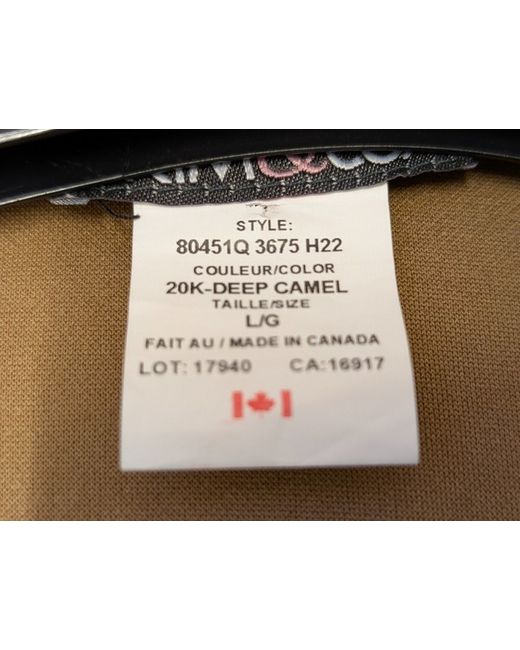 STYLE:
80451Q 3675 H22
COULEUR/COLOR
20K-DEEP CAMEL
TAILLE/SIZE
L/G
FAIT AU / MADE IN CANADA
LOT: 17940 CA:16917